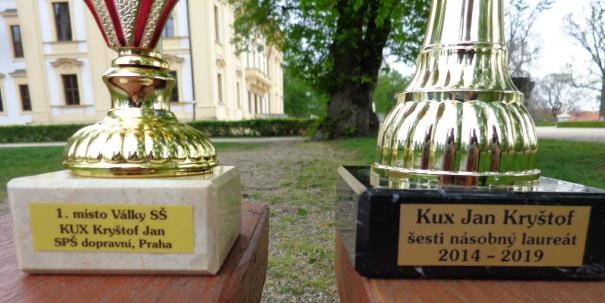 1. místo Války SŠ
KUX Kryštof Jan
SPŠ dopravní, Praha
Kux Jan Kryštof
šesti násobný laureát
2014 - 2019